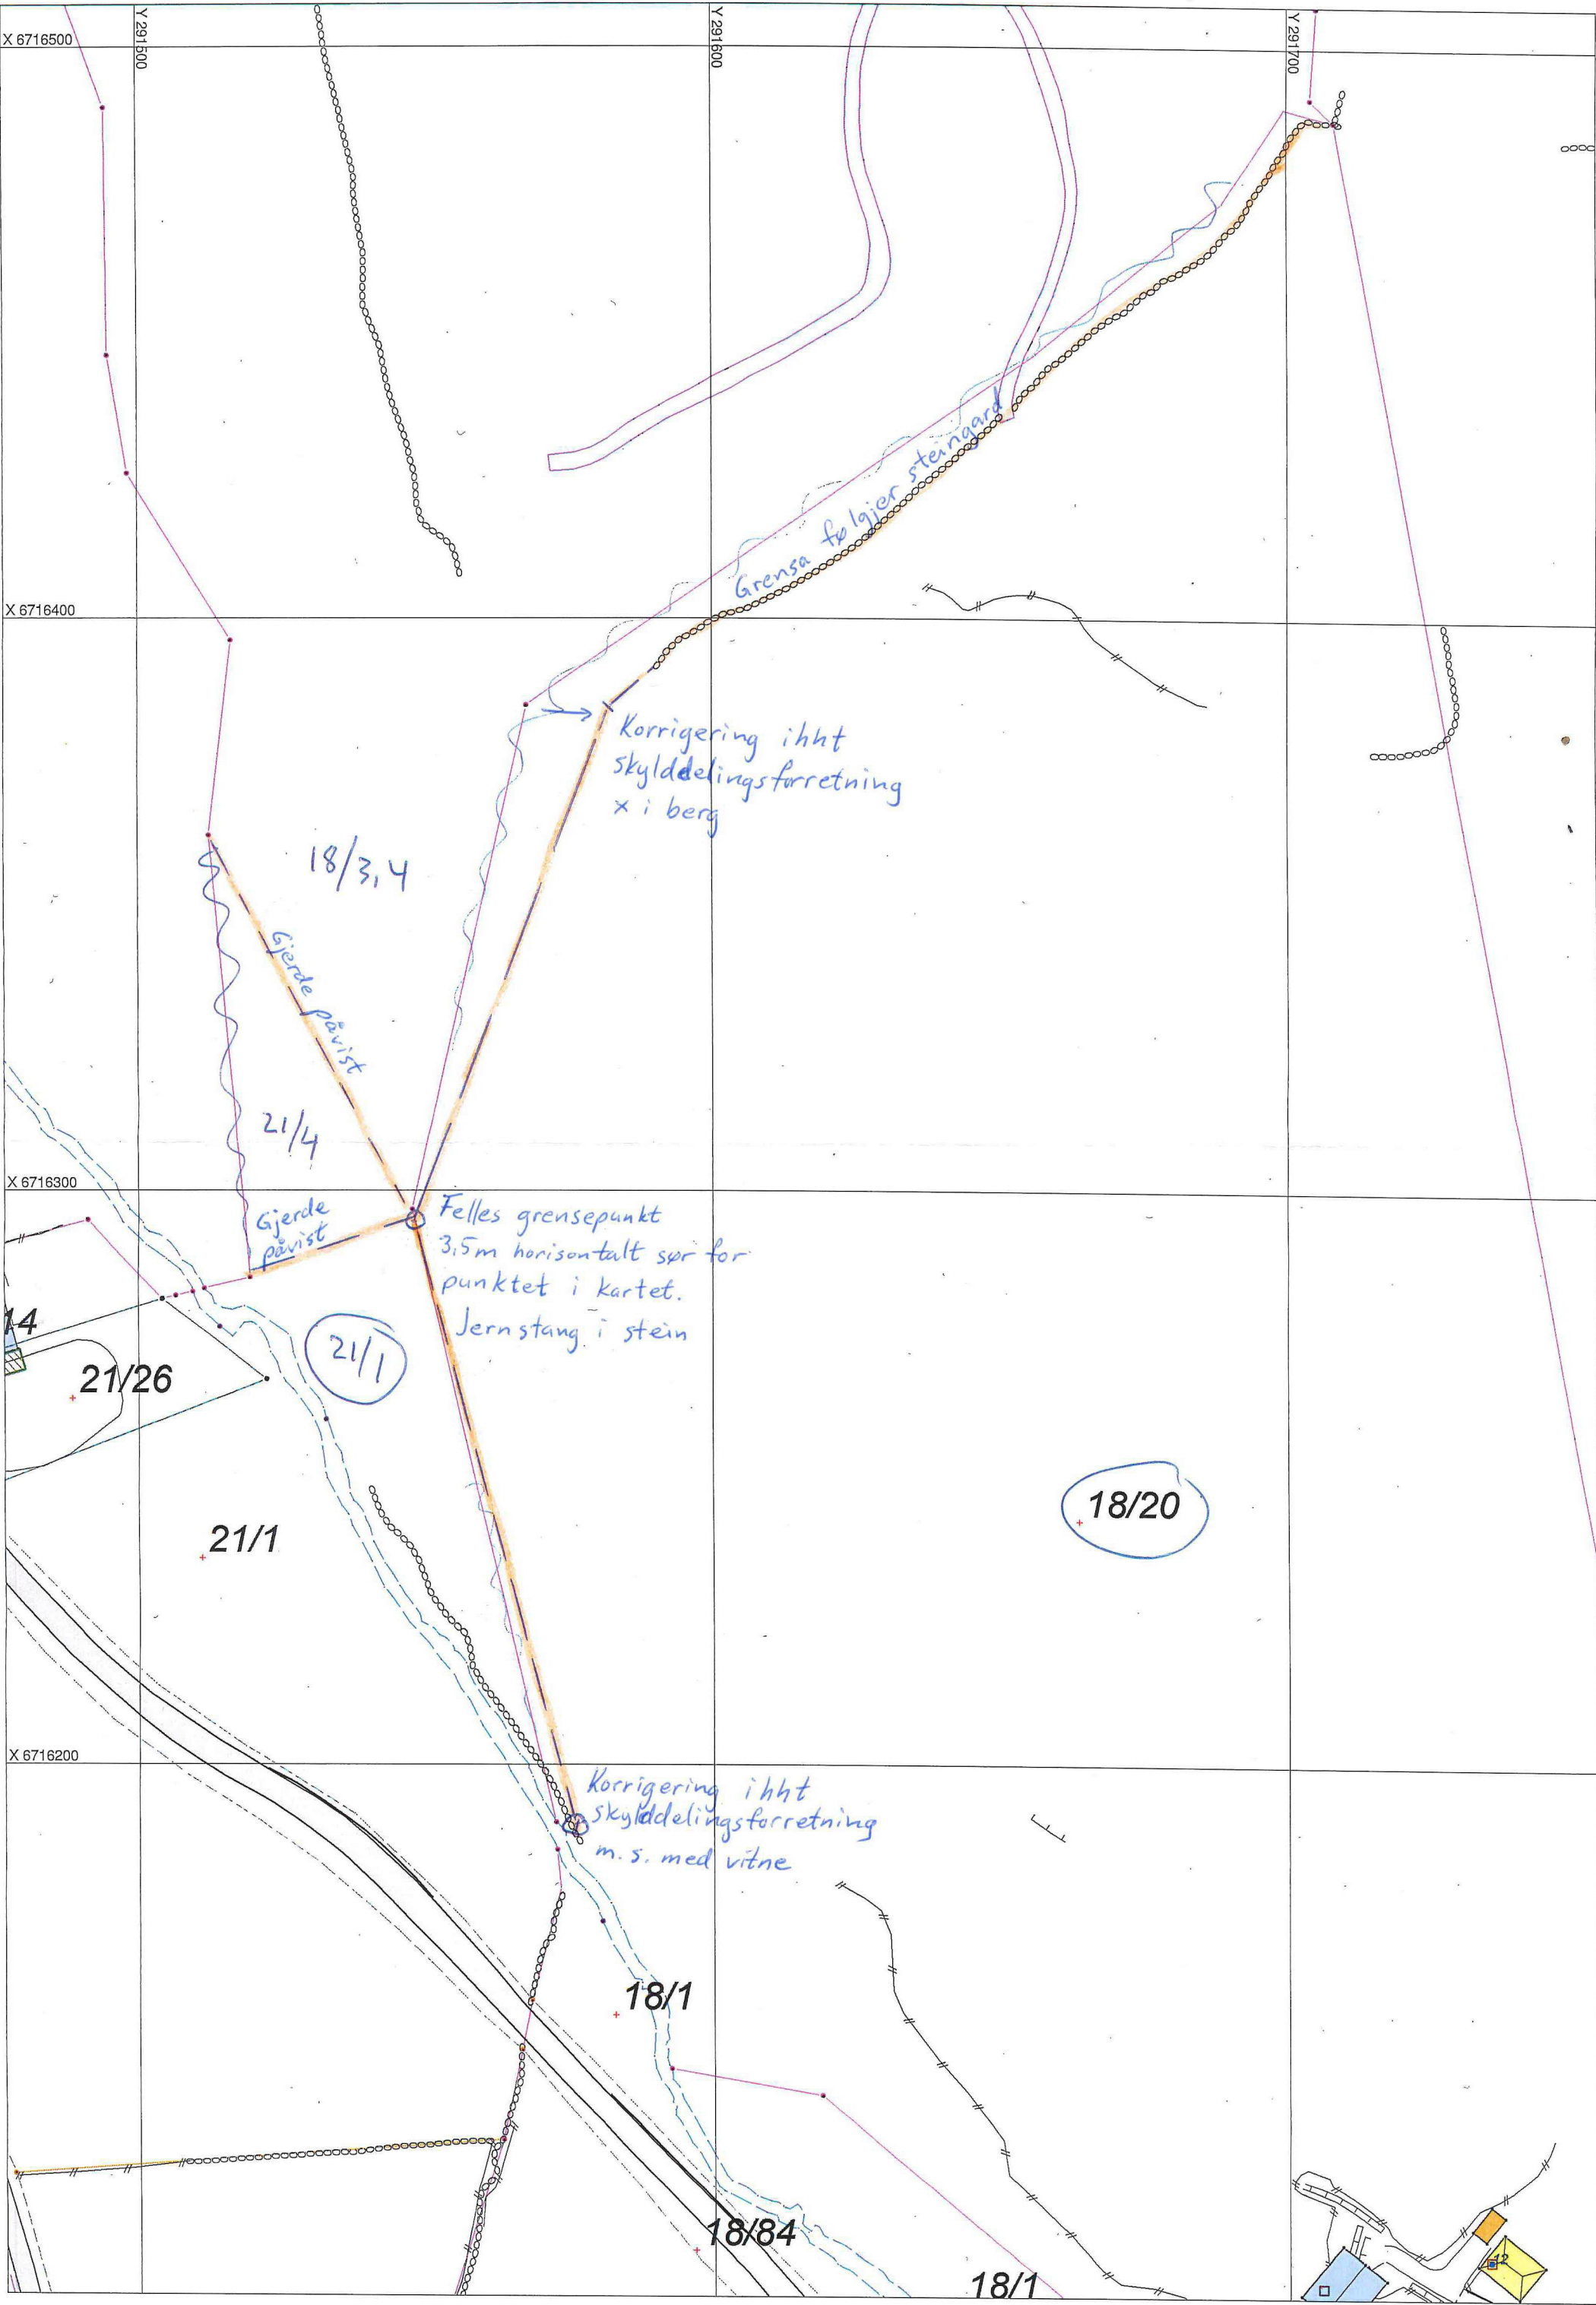 Y 291500
Y 291600
Y 291700
X 6716500
Grensa følgjer steingard
X 6716400
Korrigering ihht
skylddelingsforretning
x i berg
18/3,4
Gjerde påvist
21/4
X 6716300
Gjerde
påvist
Felles grensepunkt
3,5m horisontalt sør for
punktet i kartet.
Jernstang i stein
14
21/26
21/1
21/1
18/20
X 6716200
Korrigering ihht
skylddelingsforretning
m.s. med vitne
18/1
18/84
18/1
12